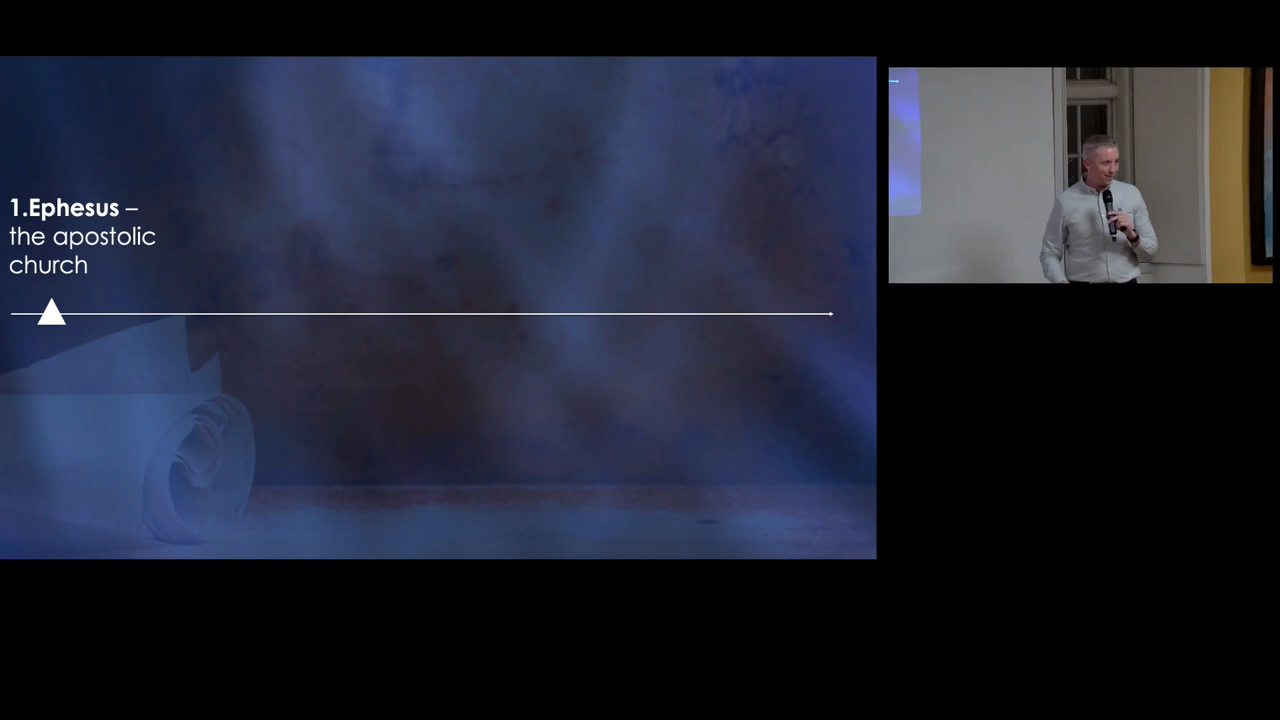 1.Ephesus –
the apostolic
church